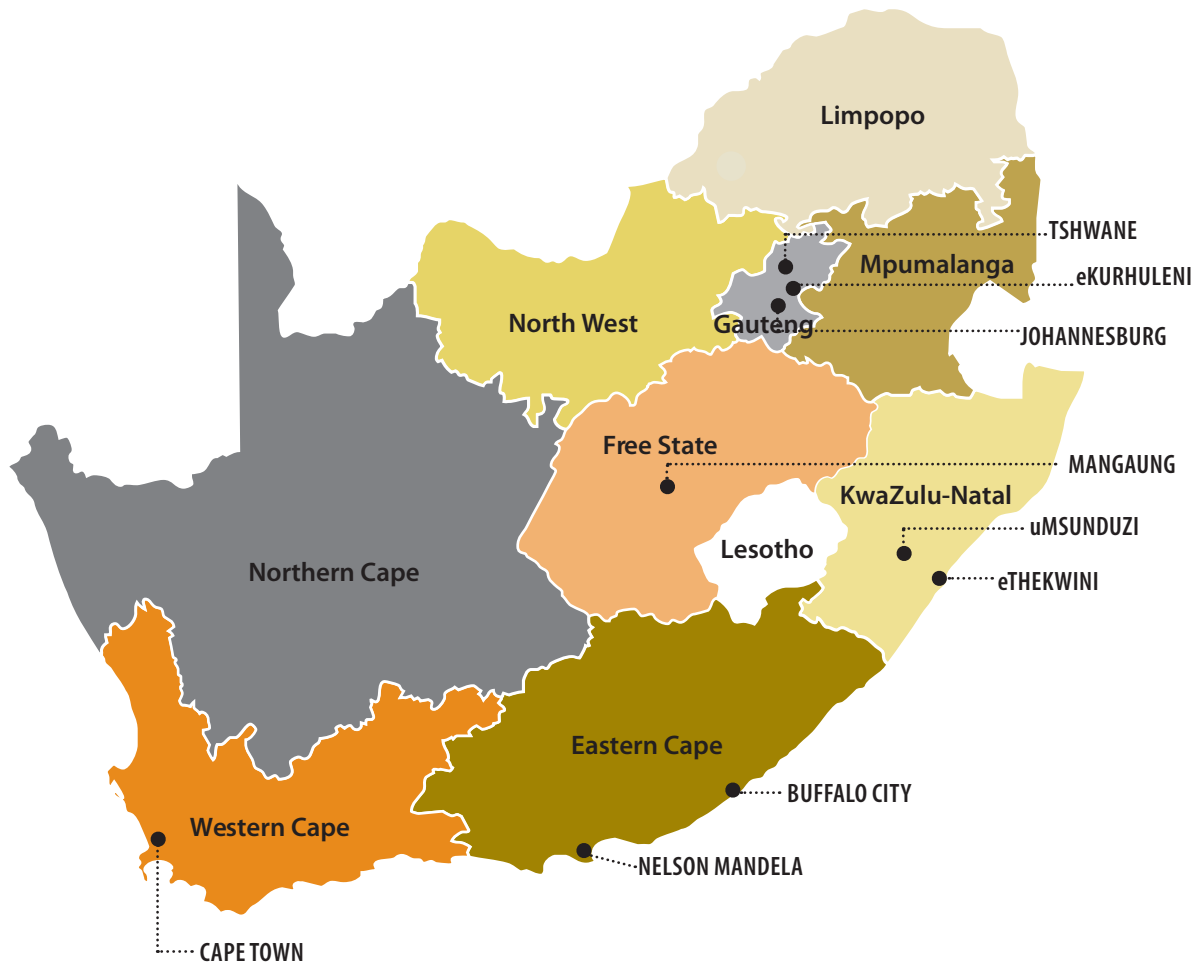 Limpopo
TSHWANE
Mpumalanga
eKURHULENI
North West
Gauteng
JOHANNESBURG
Free State
MANGAUNG
KwaZulu-Natal
uMSUNDUZI
Lesotho
Northern Cape
eTHEKWINI
Eastern Cape
BUFFALO CITY
Western Cape
NELSON MANDELA
CAPE TOWN